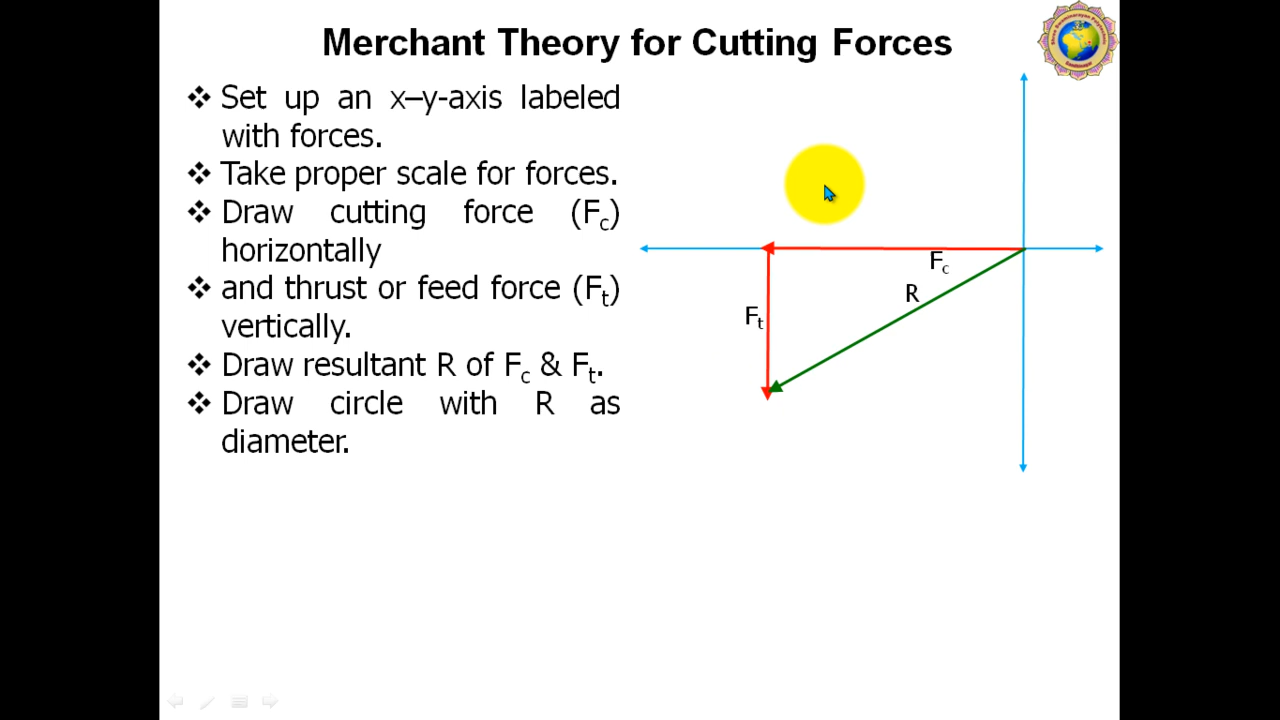 Merchant Theory for Cutting Forces
❖ Set up an x–y-axis labeled
with forces.
❖ Take proper scale for forces.
❖ Draw cutting force (Fc)
horizontally
❖ and thrust or feed force (Ft)
vertically.
❖ Draw resultant R of Fc & Ft.
❖ Draw circle with R as
diameter.
Fc
R
Ft